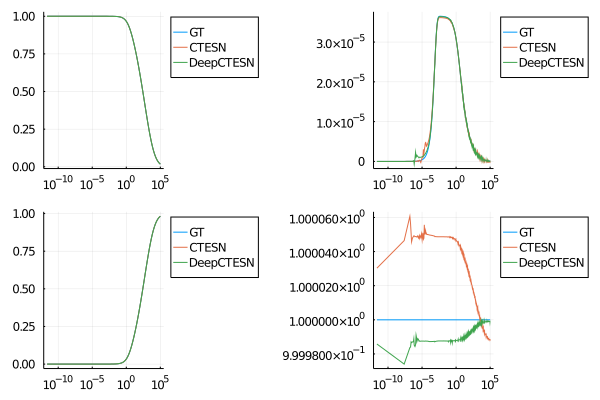 1.00
0.75
0.50
0.25
0.00
10⁻¹⁰ 10⁻⁵ 10⁰ 10⁵
GT
CTESN
DeepCTESN
3.0×10⁻⁵
2.0×10⁻⁵
1.0×10⁻⁵
0
10⁻¹⁰ 10⁻⁵ 10⁰ 10⁵
GT
CTESN
DeepCTESN
1.00
0.75
0.50
0.25
0.00
10⁻¹⁰ 10⁻⁵ 10⁰ 10⁵
GT
CTESN
DeepCTESN
1.000060×10⁰
1.000040×10⁰
1.000020×10⁰
1.000000×10⁰
9.999800×10⁻¹
10⁻¹⁰ 10⁻⁵ 10⁰ 10⁵
GT
CTESN
DeepCTESN